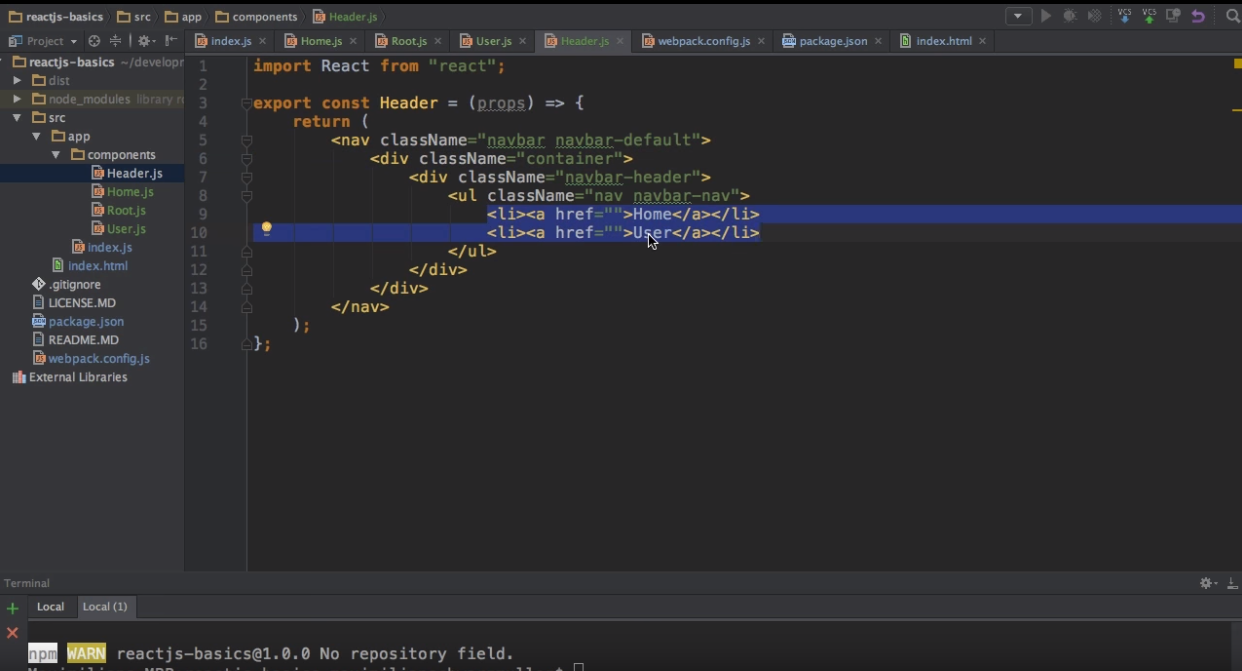 reactjs-basics src app components Header.js
Project index.js Home.js Root.js User.js Header.js webpack.config.js package.json index.html
VCS VCS
reactjs-basics ~/developr
dist
node_modules library
src
app
components
Header.js
Home.js
Root.js
User.js
index.js
index.html
.gitignore
LICENSE.MD
package.json
README.MD
webpack.config.js
External Libraries
1 import React from "react";
2
3 export const Header = (props) => {
4 return (
5 <nav className="navbar navbar-default">
6 <div className="container">
7 <div className="navbar-header">
8 <ul className="nav navbar-nav">
9 <li><a href="">Home</a></li>
10 <li><a href="">User</a></li>
11 </ul>
12 </div>
13 </div>
14 </nav>
15 );
16 };
Terminal
Local Local (1)
npm WARN reactjs-basics@1.0.0 No repository field.